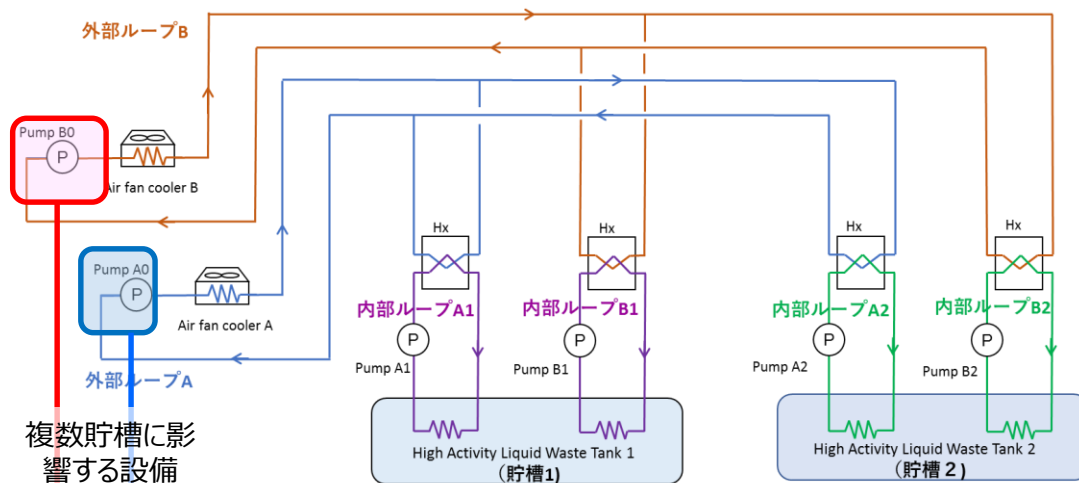 外部ループB
Pump B0
P
Air fan cooler B
Pump A0
P
Air fan cooler A
外部ループA
複数貯槽に影
響する設備
Hx
Hx
Hx
Hx
内部ループA1
内部ループB1
内部ループA2
内部ループB2
P
P
P
P
Pump A1
Pump B1
Pump A2
Pump B2
High Activity Liquid Waste Tank 1
（貯槽1)
High Activity Liquid Waste Tank 2
（貯槽２)